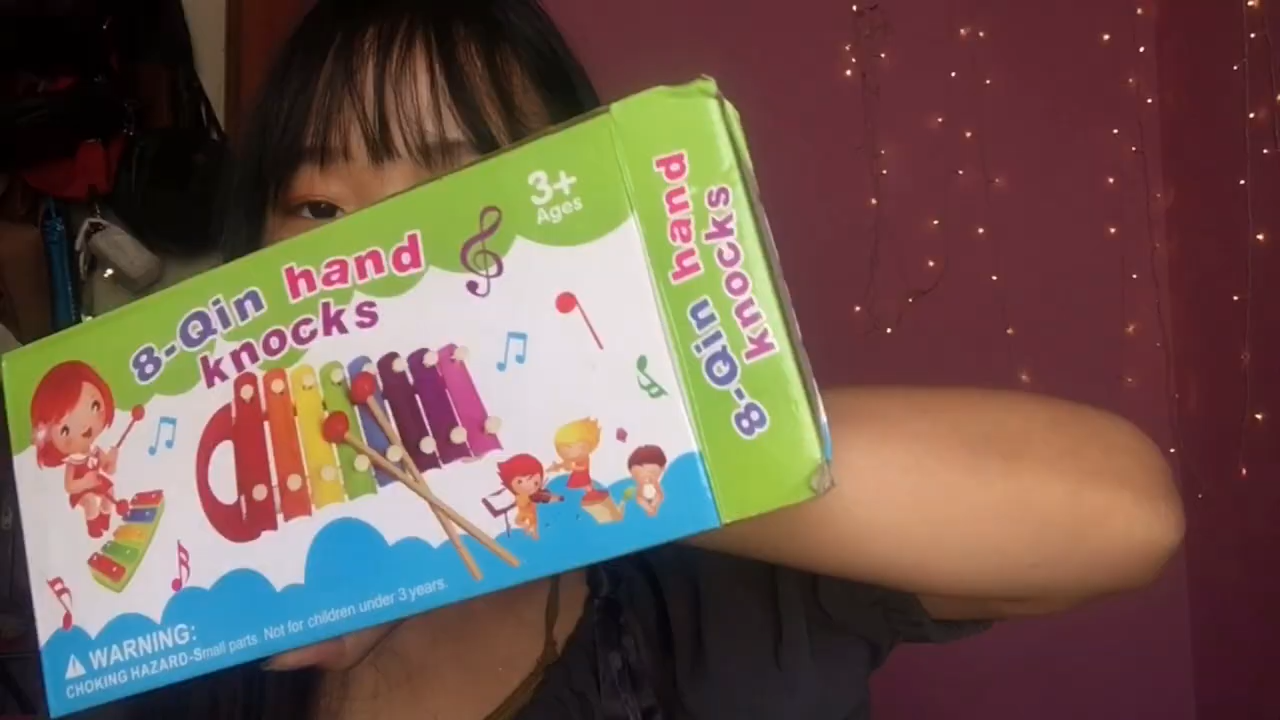 3+
Ages
8-Qin hand
knocks
WARNING:
CHOKING HAZARD-Small parts. Not for children under 3 years.
8-Qin hand
knocks